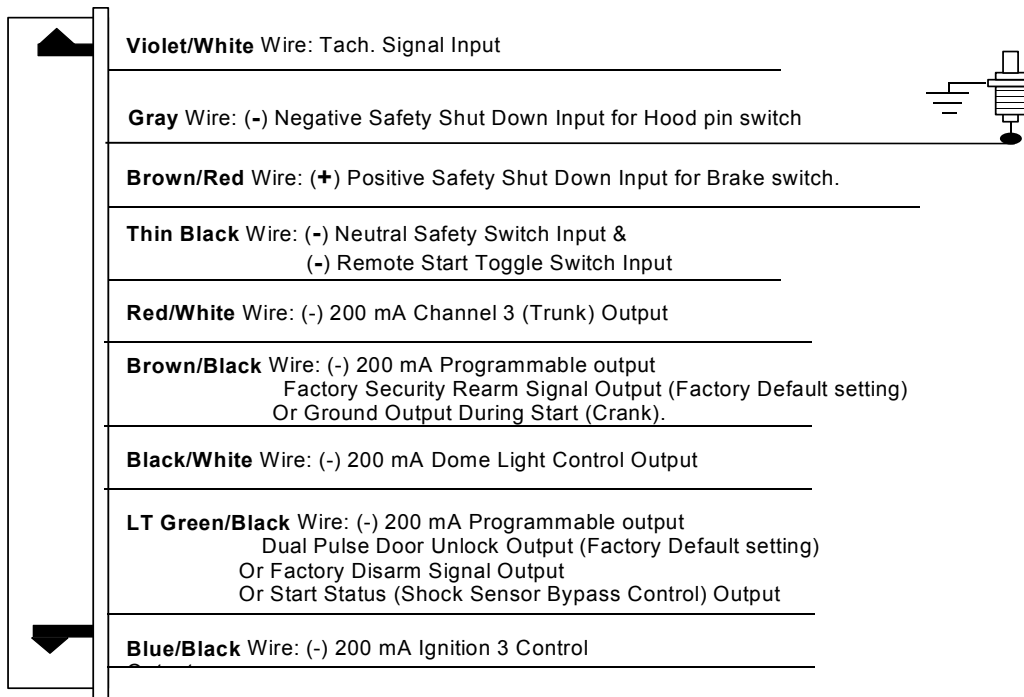 Violet/White Wire: Tach. Signal Input
Gray Wire: (-) Negative Safety Shut Down Input for Hood pin switch
Brown/Red Wire: (+) Positive Safety Shut Down Input for Brake switch.
Thin Black Wire: (-) Neutral Safety Switch Input &
(-) Remote Start Toggle Switch Input
Red/White Wire: (-) 200 mA Channel 3 (Trunk) Output
Brown/Black Wire: (-) 200 mA Programmable output
Factory Security Rearm Signal Output (Factory Default setting)
Or Ground Output During Start (Crank).
Black/White Wire: (-) 200 mA Dome Light Control Output
LT Green/Black Wire: (-) 200 mA Programmable output
Dual Pulse Door Unlock Output (Factory Default setting)
Or Factory Disarm Signal Output
Or Start Status (Shock Sensor Bypass Control) Output
Blue/Black Wire: (-) 200 mA Ignition 3 Control